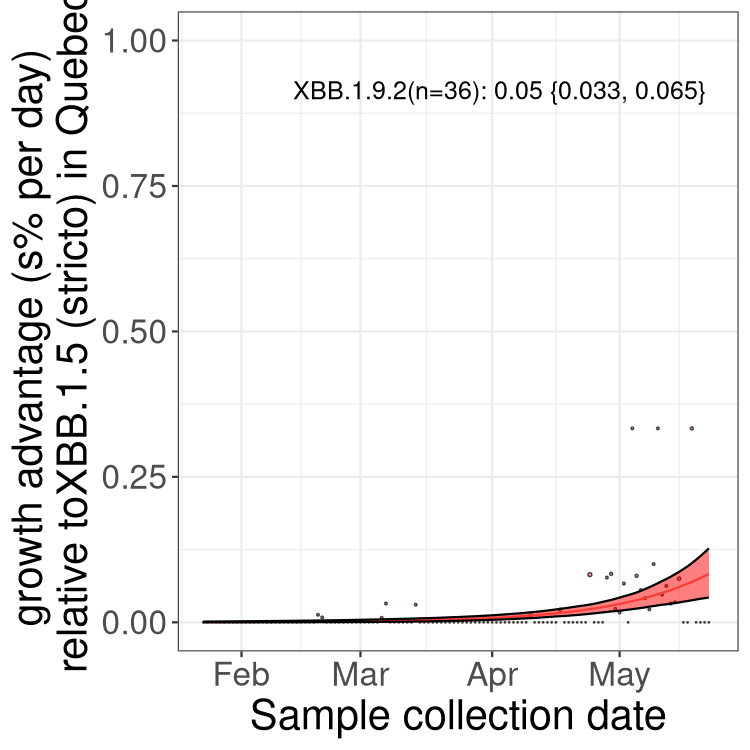 growth advantage (s% per day)
relative toXBB.1.5 (stricto) in Quebec
1.00
0.75
0.50
0.25
0.00
XBB.1.9.2(n=36): 0.05 {0.033, 0.065}
Feb Mar Apr May
Sample collection date